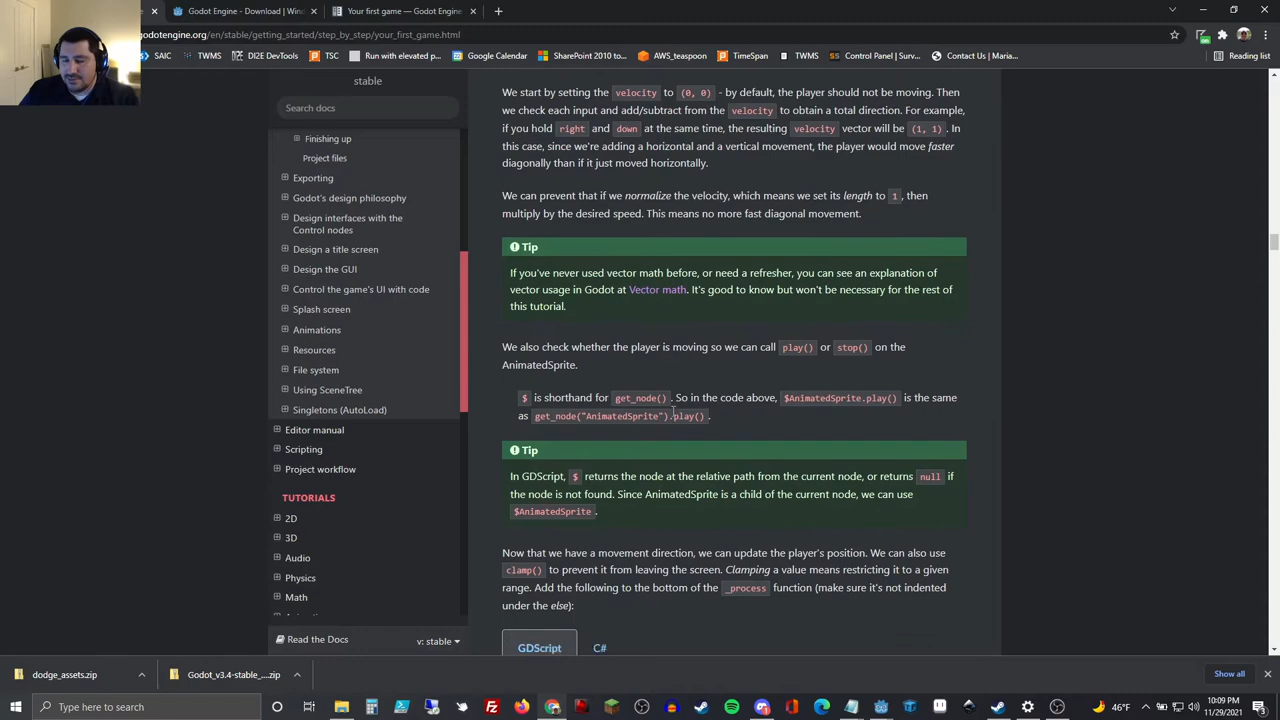 Godot Engine - Download | Wind
Your first game — Godot Engine
godotengine.org/en/stable/getting_started/step_by_step/your_first_game.html
SAIC
TWMS
DI2E DevTools
TSC
Run with elevated p...
Google Calendar
SharePoint 2010 to...
AWS_teaspoon
TimeSpan
Control Panel | Surv...
Contact Us | Maria...
Reading list
stable
Search docs
Finishing up
Project files
Exporting
Godot's design philosophy
Design interfaces with the
Control nodes
Design a title screen
Design the GUI
Control the game's UI with code
Splash screen
Animations
Resources
File system
Using SceneTree
Singletons (AutoLoad)
Editor manual
Scripting
Project workflow
TUTORIALS
2D
3D
Audio
Physics
Math
Read the Docs
v: stable
We start by setting the velocity to (0, 0) - by default, the player should not be moving. Then
we check each input and add/subtract from the velocity to obtain a total direction. For example,
if you hold right and down at the same time, the resulting velocity vector will be (1, 1). In
this case, since we're adding a horizontal and a vertical movement, the player would move faster
diagonally than if it just moved horizontally.
We can prevent that if we normalize the velocity, which means we set its length to 1, then
multiply by the desired speed. This means no more fast diagonal movement.
Tip
If you've never used vector math before, or need a refresher, you can see an explanation of
vector usage in Godot at Vector math. It's good to know but won't be necessary for the rest of
this tutorial.
We also check whether the player is moving so we can call play() or stop() on the
AnimatedSprite.
$ is shorthand for get_node(). So in the code above, $AnimatedSprite.play() is the same
as get_node("AnimatedSprite").play().
Tip
In GDScript, $ returns the node at the relative path from the current node, or returns null if
the node is not found. Since AnimatedSprite is a child of the current node, we can use
$AnimatedSprite.
Now that we have a movement direction, we can update the player's position. We can also use
clamp() to prevent it from leaving the screen. Clamping a value means restricting it to a given
range. Add the following to the bottom of the _process function (make sure it's not indented
under the else):
GDScript
C#
dodge_assets.zip
Godot_v3.4-stable_....zip
Show all
Type here to search
46°F
10:09 PM
11/29/2021